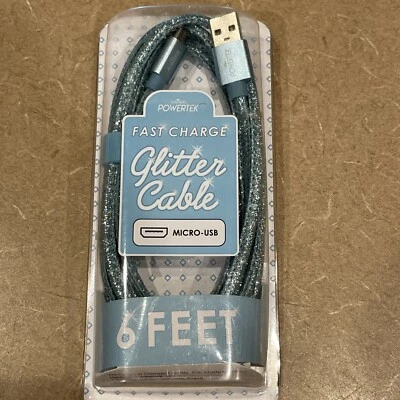 POWERTEK
FAST CHARGE
Glitter
Cable
MICRO-USB
6 FEET